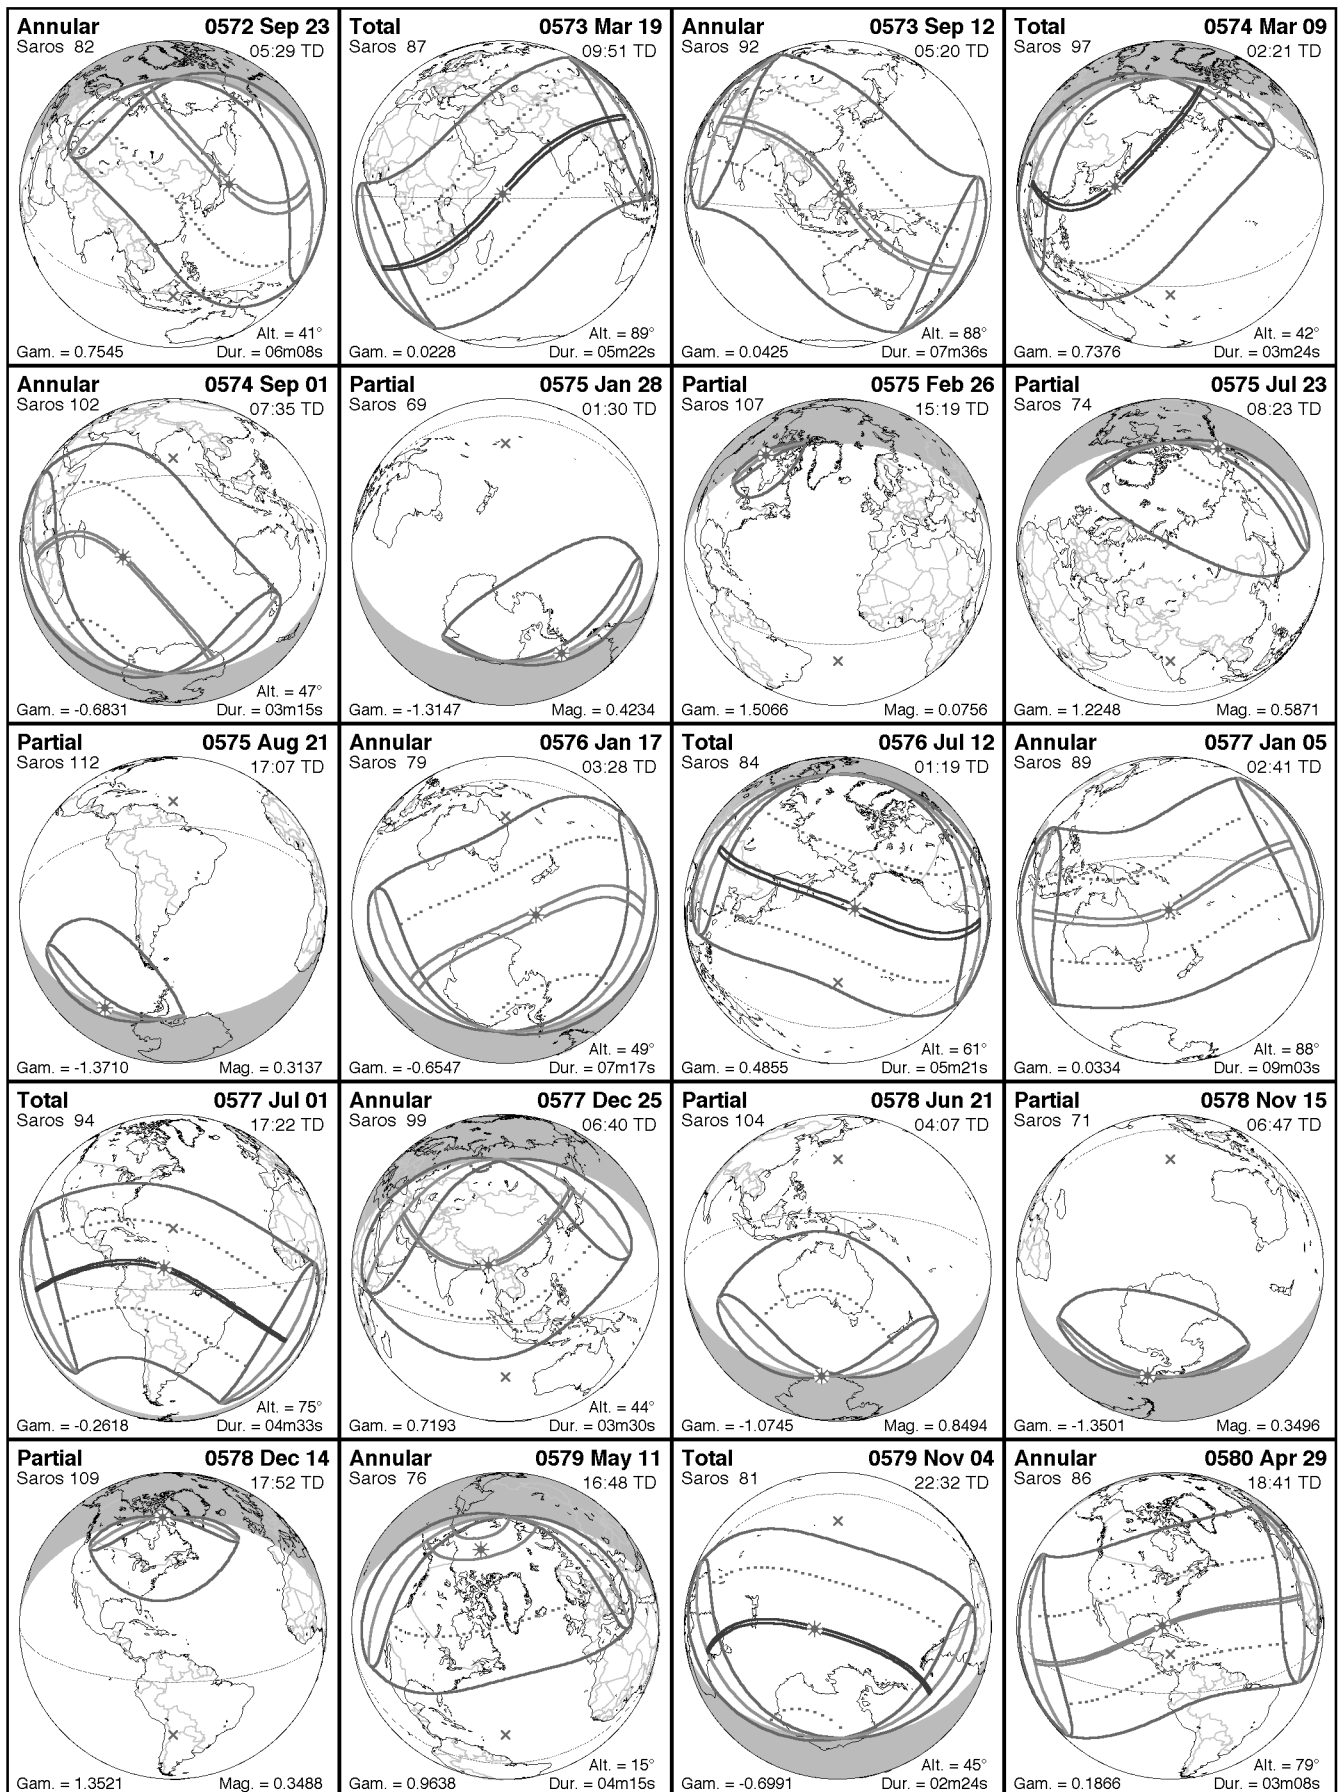 Annular 0572 Sep 23
Saros 82 05:29 TD
Alt. = 41°
Gam. = 0.7545 Dur. = 06m08s
Total 0573 Mar 19
Saros 87 09:51 TD
Alt. = 89°
Gam. = 0.0228 Dur. = 05m22s
Annular 0573 Sep 12
Saros 92 05:20 TD
Alt. = 88°
Gam. = 0.0425 Dur. = 07m36s
Total 0574 Mar 09
Saros 97 02:21 TD
Alt. = 42°
Gam. = 0.7376 Dur. = 03m24s
Annular 0574 Sep 01
Saros 102 07:35 TD
Alt. = 47°
Gam. = -0.6831 Dur. = 03m15s
Partial 0575 Jan 28
Saros 69 01:30 TD
Gam. = -1.3147 Mag. = 0.4234
Partial 0575 Feb 26
Saros 107 15:19 TD
Gam. = 1.5066 Mag. = 0.0756
Partial 0575 Jul 23
Saros 74 08:23 TD
Gam. = 1.2248 Mag. = 0.5871
Partial 0575 Aug 21
Saros 112 17:07 TD
Gam. = -1.3710 Mag. = 0.3137
Annular 0576 Jan 17
Saros 79 03:28 TD
Alt. = 49°
Gam. = -0.6547 Dur. = 07m17s
Total 0576 Jul 12
Saros 84 01:19 TD
Alt. = 61°
Gam. = 0.4855 Dur. = 05m21s
Annular 0577 Jan 05
Saros 89 02:41 TD
Alt. = 88°
Gam. = 0.0334 Dur. = 09m03s
Total 0577 Jul 01
Saros 94 17:22 TD
Alt. = 75°
Gam. = -0.2618 Dur. = 04m33s
Annular 0577 Dec 25
Saros 99 06:40 TD
Alt. = 44°
Gam. = 0.7193 Dur. = 03m30s
Partial 0578 Jun 21
Saros 104 04:07 TD
Gam. = -1.0745 Mag. = 0.8494
Partial 0578 Nov 15
Saros 71 06:47 TD
Gam. = -1.3501 Mag. = 0.3496
Partial 0578 Dec 14
Saros 109 17:52 TD
Gam. = 1.3521 Mag. = 0.3488
Annular 0579 May 11
Saros 76 16:48 TD
Alt. = 15°
Gam. = 0.9638 Dur. = 04m15s
Total 0579 Nov 04
Saros 81 22:32 TD
Alt. = 45°
Gam. = -0.6991 Dur. = 02m24s
Annular 0580 Apr 29
Saros 86 18:41 TD
Alt. = 79°
Gam. = 0.1866 Dur. = 03m08s